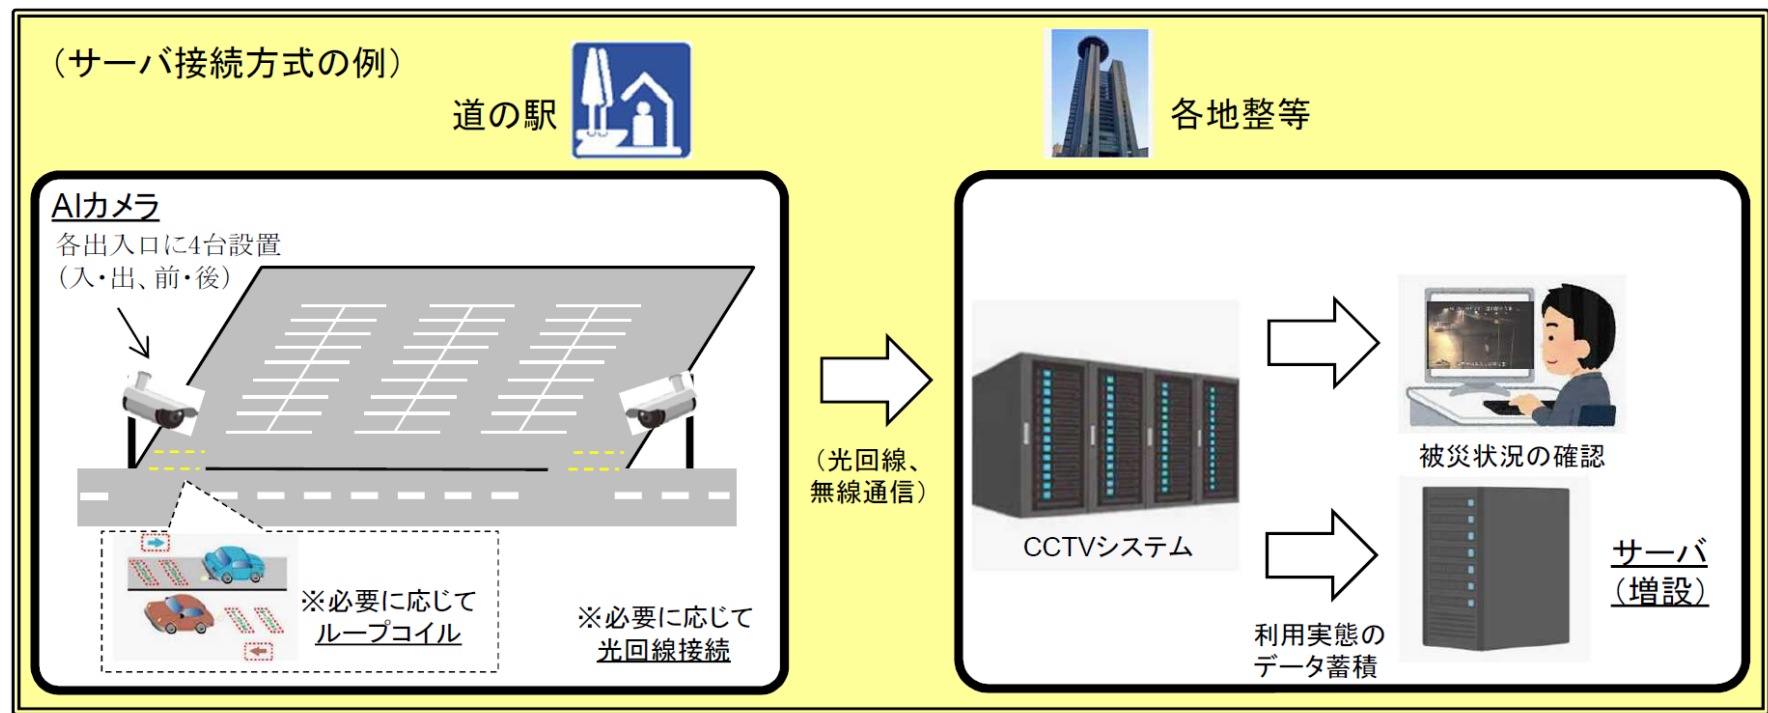 （サーバ接続方式の例）
道の駅
各地整等
AIカメラ
各出入口に4台設置
（入・出、前・後）
※必要に応じて
ループコイル
※必要に応じて
光回線接続
（光回線、
無線通信）
CCTVシステム
被災状況の確認
利用実態の
データ蓄積
サーバ
（増設）